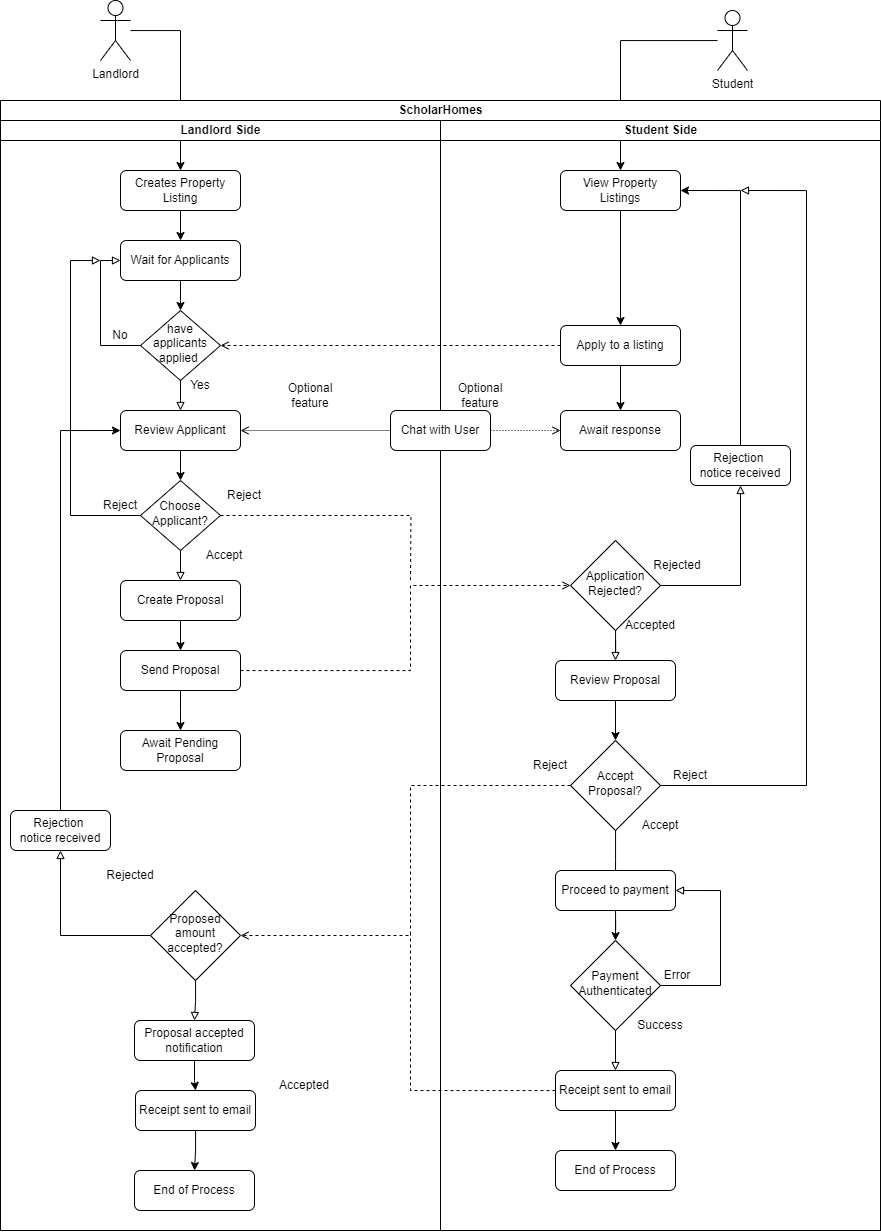 Landlord
Student
ScholarHomes
Landlord Side
Student Side
Creates Property
Listing
View Property
Listings
Wait for Applicants
No
have
applicants
applied
Apply to a listing
Yes
Optional
feature
Optional
feature
Review Applicant
Chat with User
Await response
Rejection
notice received
Reject
Choose
Applicant?
Reject
Accept
Application
Rejected?
Rejected
Accepted
Create Proposal
Send Proposal
Review Proposal
Await Pending
Proposal
Reject
Accept
Proposal?
Reject
Accept
Rejection
notice received
Rejected
Proposed
amount
accepted?
Proceed to payment
Payment
Authenticated
Error
Success
Proposal accepted
notification
Accepted
Receipt sent to email
Receipt sent to email
End of Process
End of Process